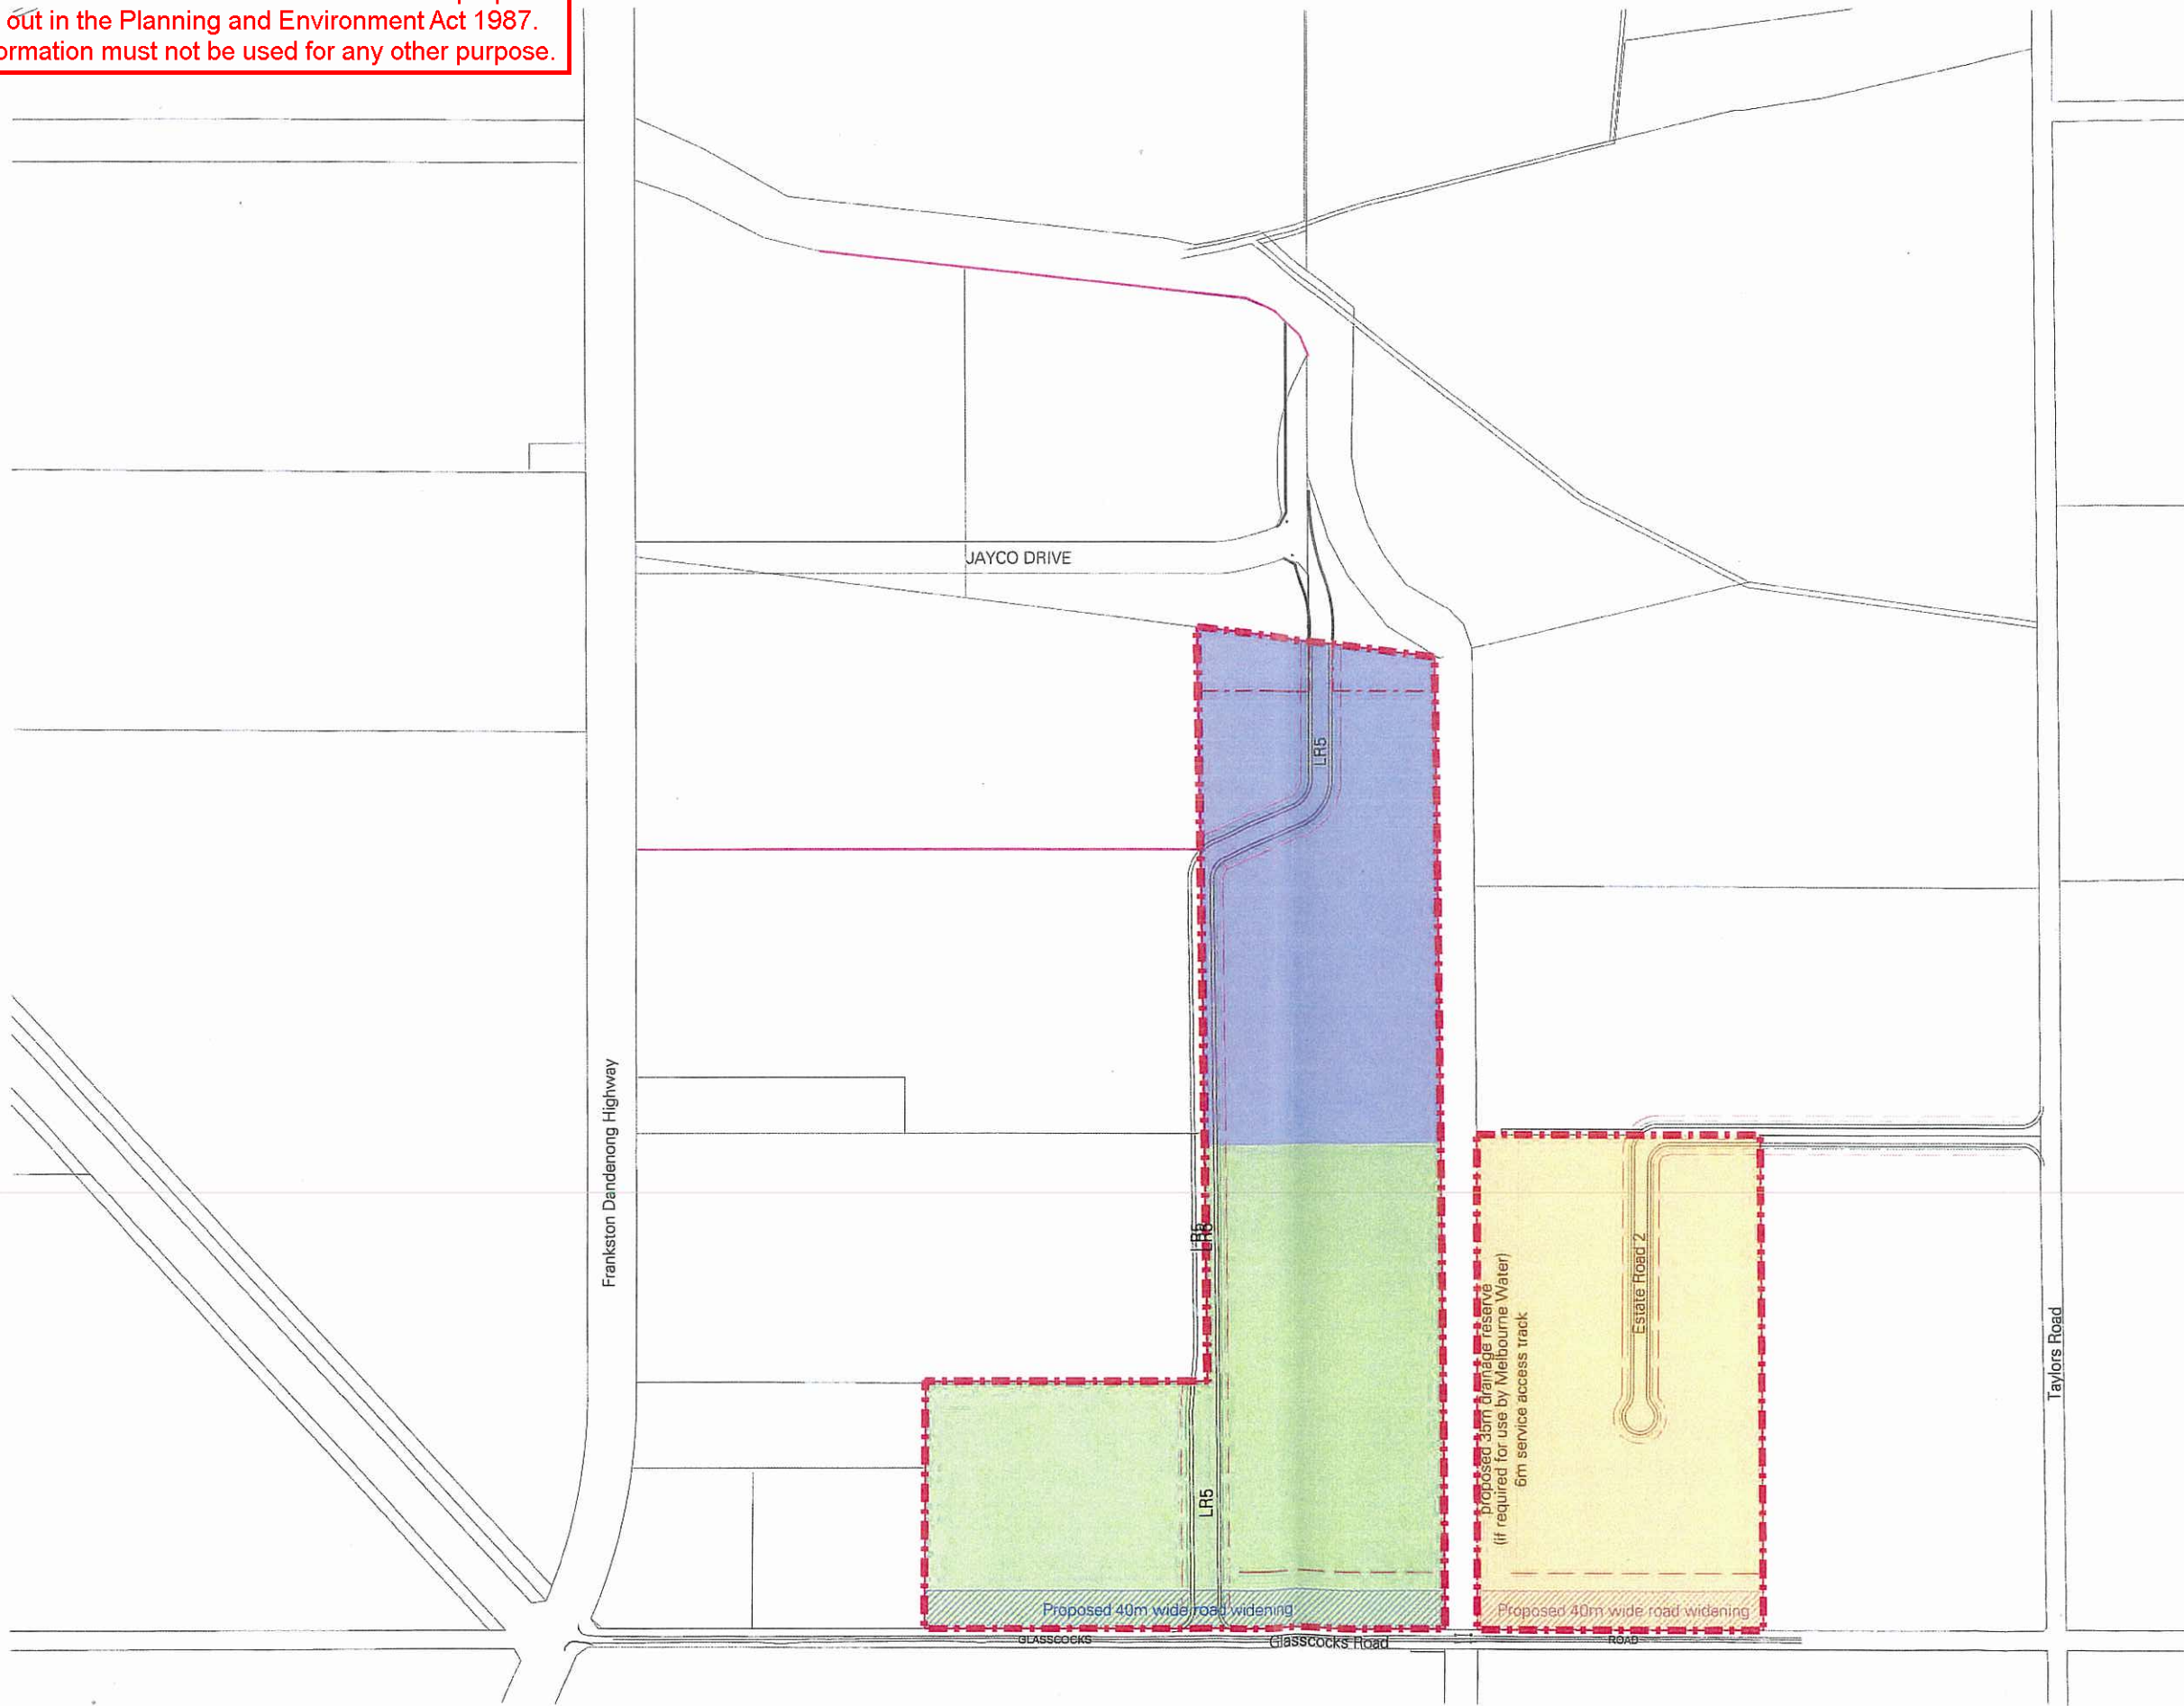 out in the Planning and Environment Act 1987.
ormation must not be used for any other purpose.
JAYCO DRIVE
LR5
Frankston Dandenong Highway
LR5
LR5
Estate Road 2
proposed 35m drainage reserve
(if required for use by Melbourne Water)
6m service access track
Taylors Road
LR5
Proposed 40m wide road widening
Proposed 40m wide road widening
GLASSCOCKS
Glasscocks Road
ROAD